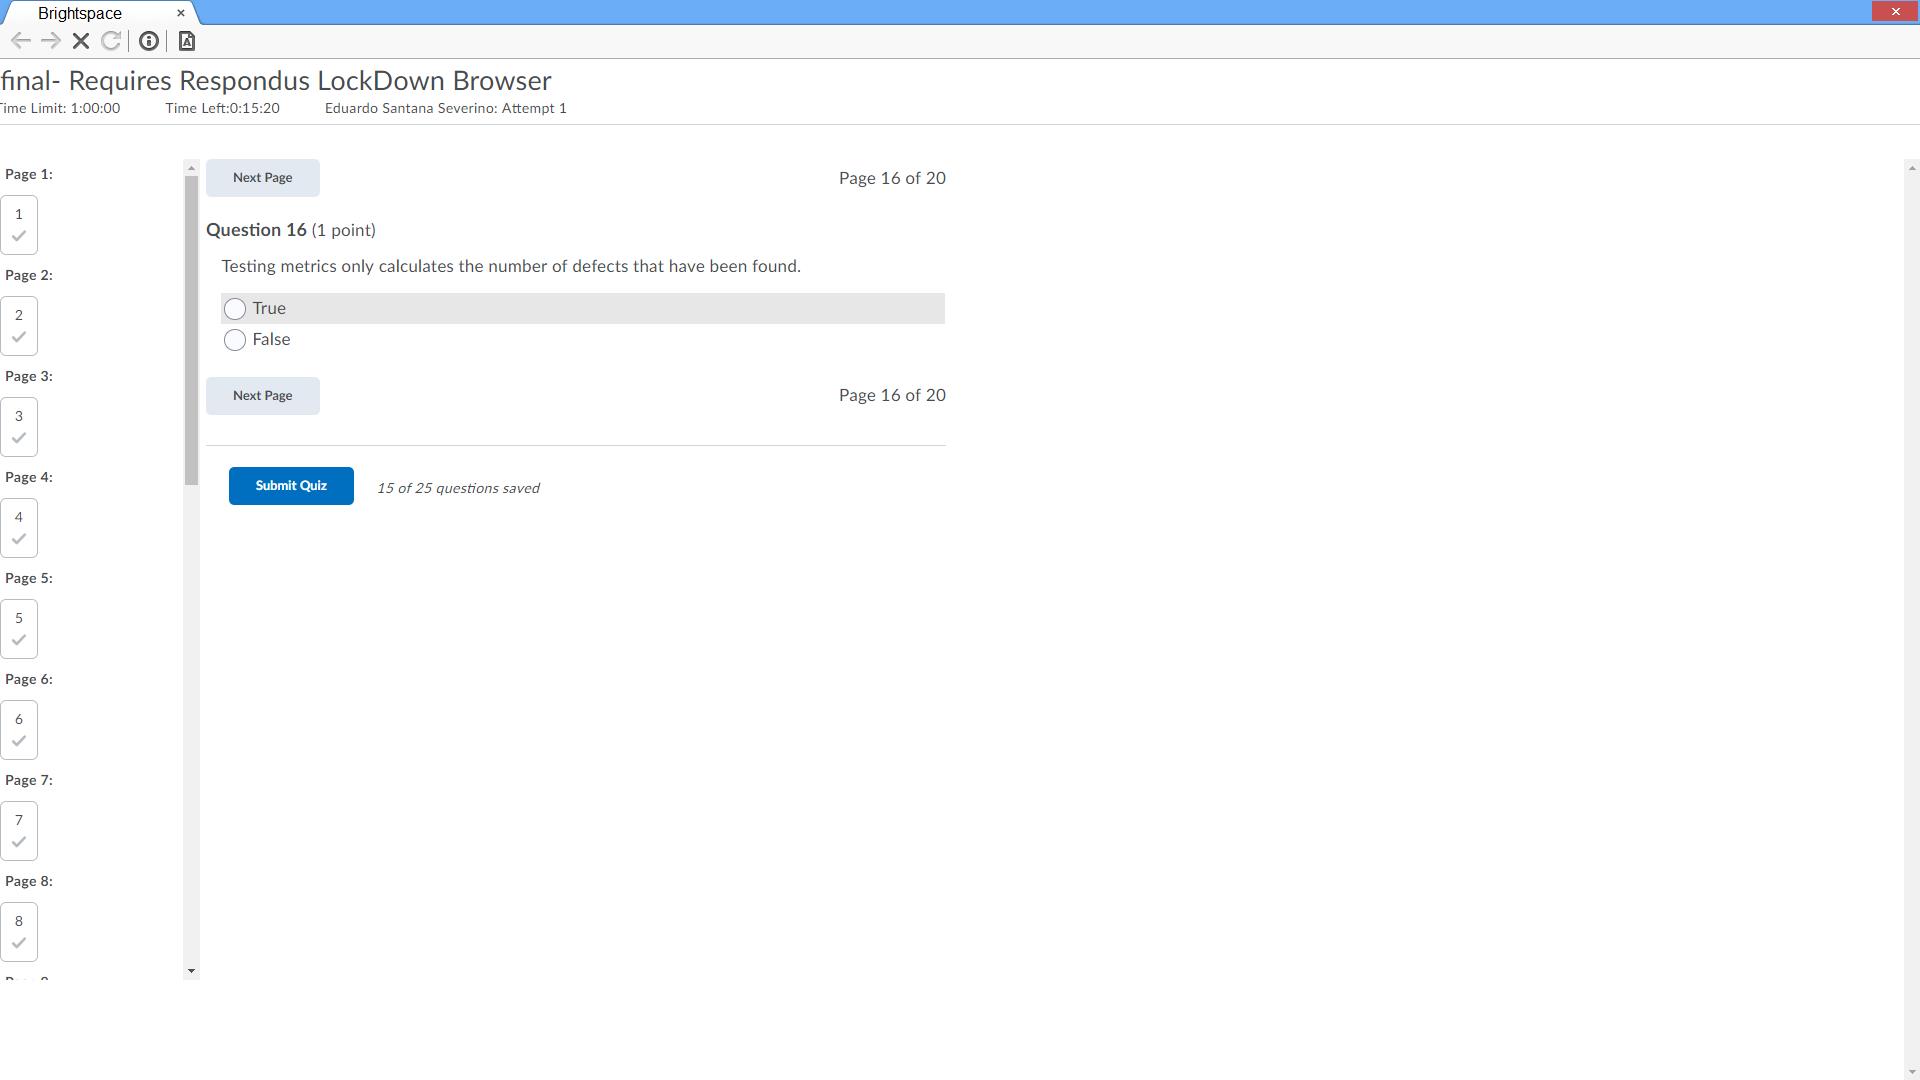 Brightspace
final- Requires Respondus LockDown Browser
Time Limit: 1:00:00 Time Left:0:15:20 Eduardo Santana Severino: Attempt 1
Page 1:
1
Page 2:
2
Page 3:
3
Page 4:
4
Page 5:
5
Page 6:
6
Page 7:
7
Page 8:
8
Next Page
Page 16 of 20
Question 16 (1 point)
Testing metrics only calculates the number of defects that have been found.
True
False
Next Page
Page 16 of 20
Submit Quiz
15 of 25 questions saved